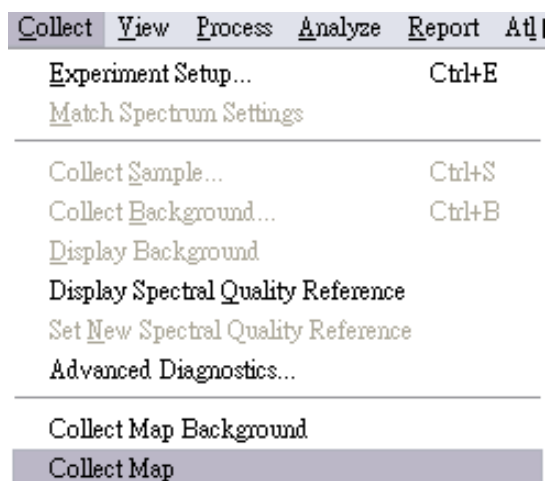 Collect View Process Analyze Report Atl
Experiment Setup... Ctrl+E
Match Spectrum Settings
Collect Sample... Ctrl+S
Collect Background... Ctrl+B
Display Background
Display Spectral Quality Reference
Set New Spectral Quality Reference
Advanced Diagnostics...
Collect Map Background
Collect Map